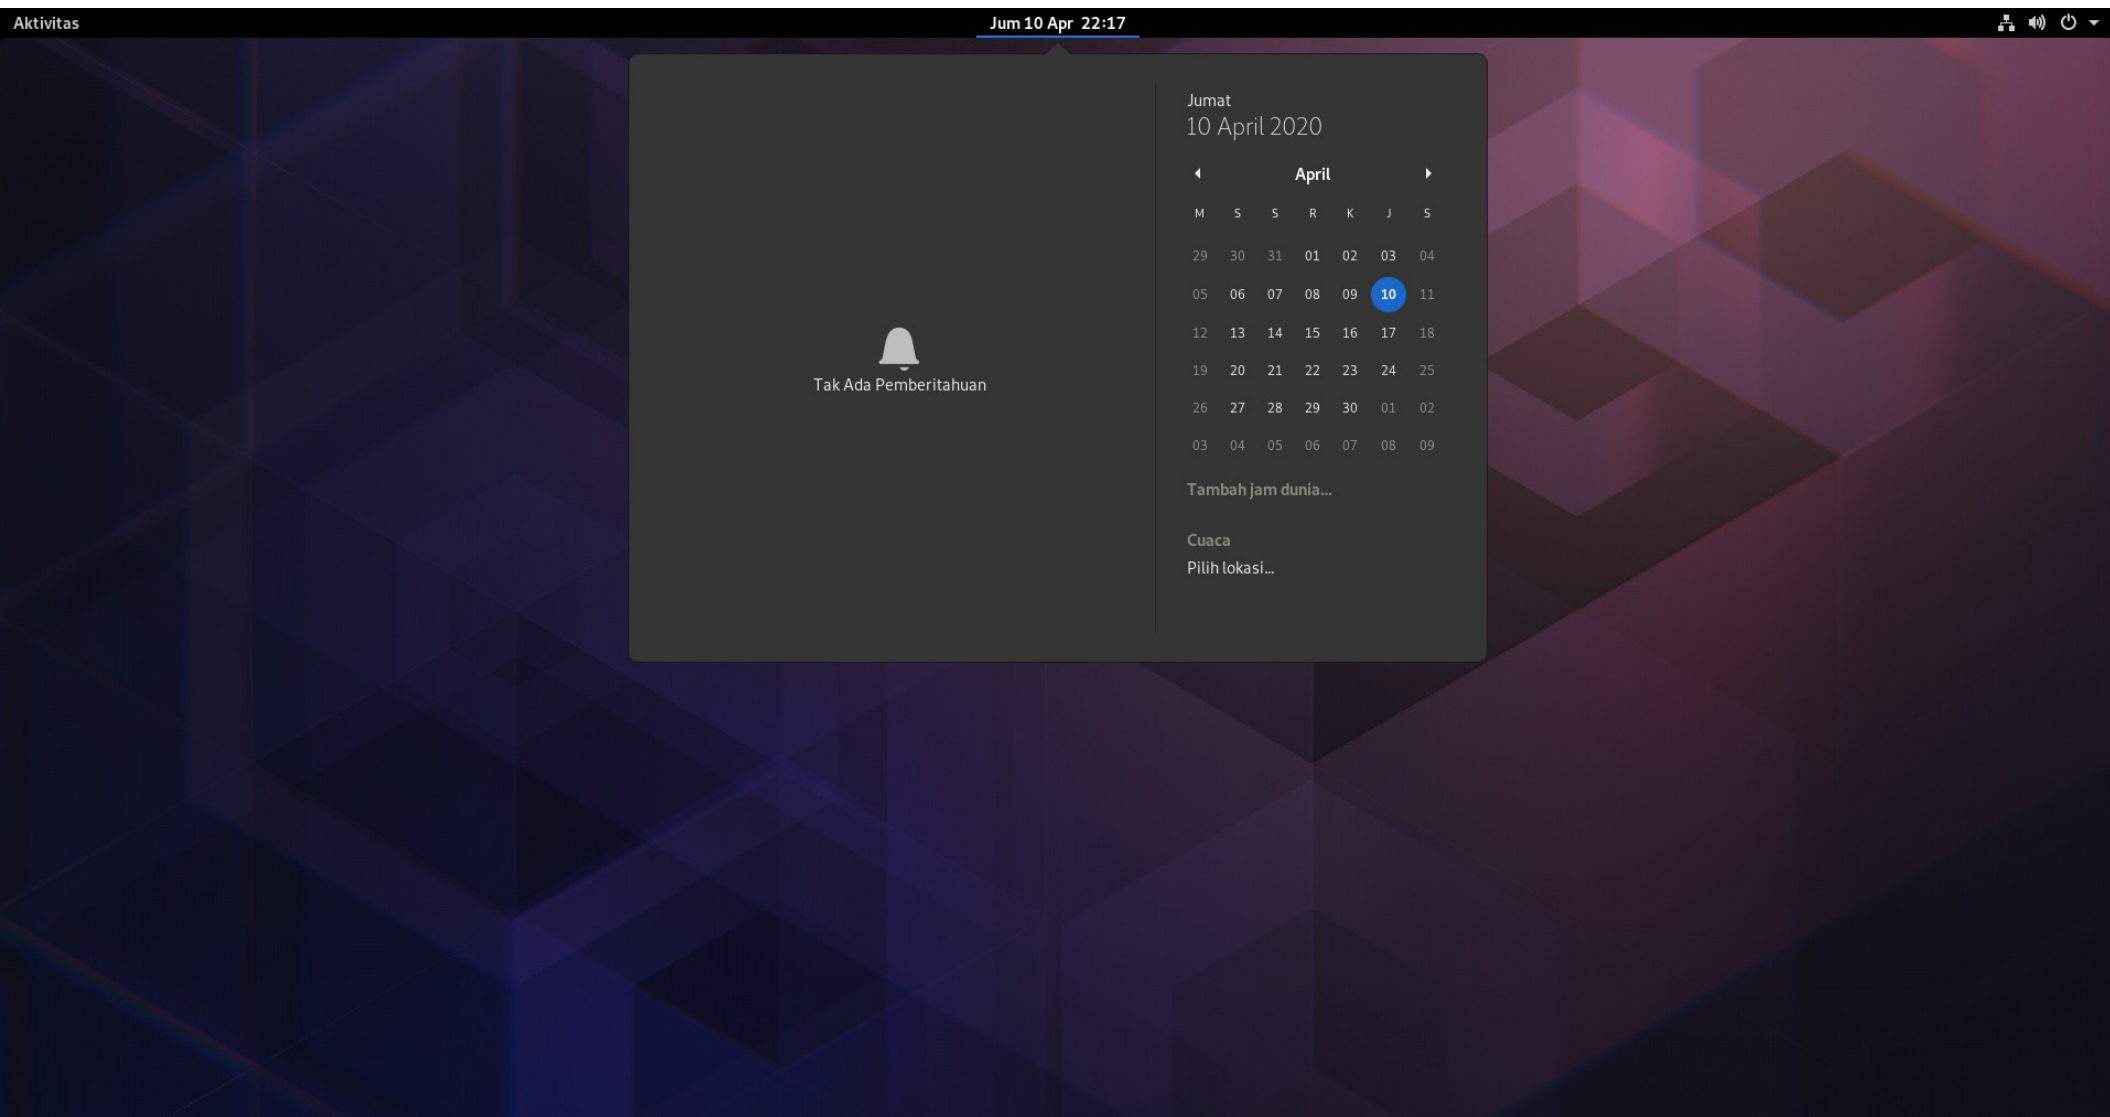 Aktivitas
Jum 10 Apr 22:17
Tak Ada Pemberitahuan
Jumat
10 April 2020
April
M S S R K J S
29 30 31 01 02 03 04
05 06 07 08 09 10 11
12 13 14 15 16 17 18
19 20 21 22 23 24 25
26 27 28 29 30 01 02
03 04 05 06 07 08 09
Tambah jam dunia...
Cuaca
Pilih lokasi...